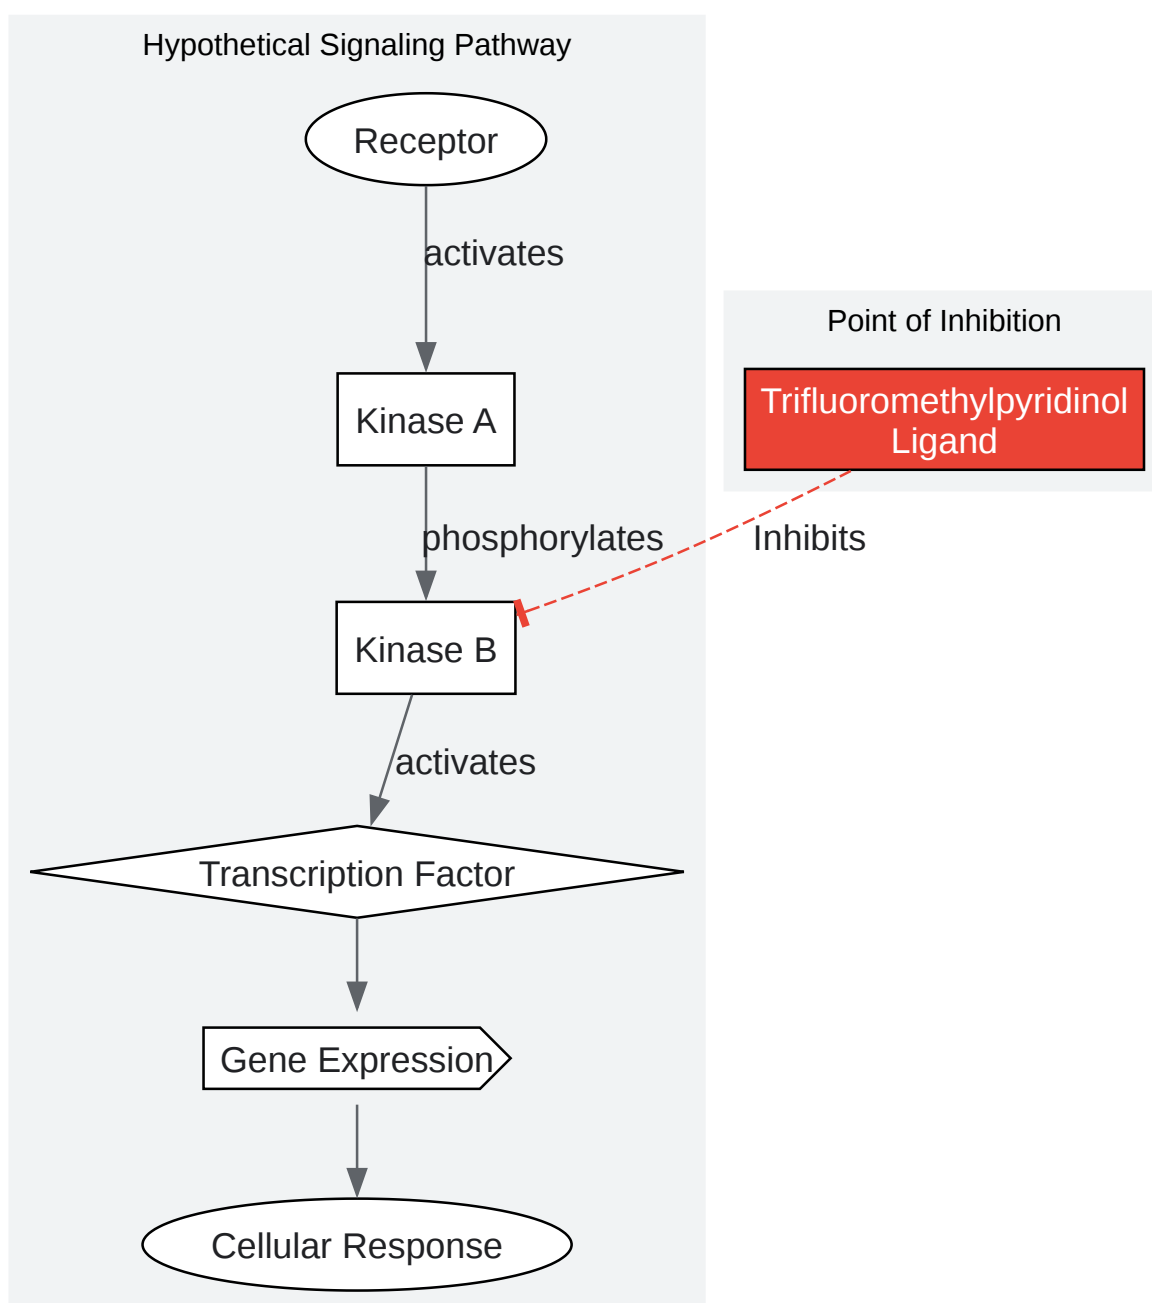 Hypothetical Signaling Pathway
Receptor
activates
Point of Inhibition
Trifluoromethylpyridinol
Ligand
Kinase A
phosphorylates
Inhibits
Kinase B
activates
Transcription Factor
Gene Expression
Cellular Response